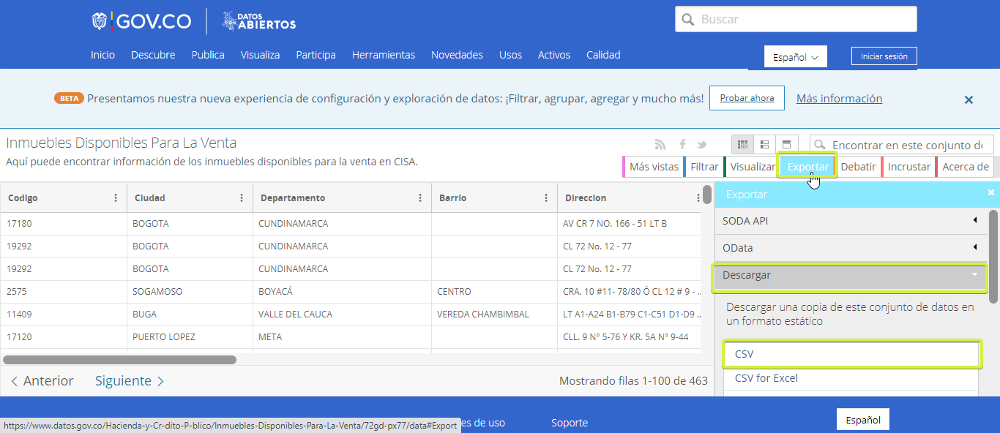 GOV.CO
DATOS ABIERTOS
Buscar
Inicio Descubre Publica Visualiza Participa Herramientas Novedades Usos Activos Calidad
Español
Iniciar sesión
BETA Presentamos nuestra nueva experiencia de configuración y exploración de datos: ¡Filtrar, agrupar, agregar y mucho más! Probar ahora Más información ×
Inmuebles Disponibles Para La Venta
Aquí puede encontrar información de los inmuebles disponibles para la venta en CISA.
Encontrar en este conjunto de
Más vistas Filtrar Visualizar Exportar Debatir Incrustar Acerca de
Codigo Ciudad Departamento Barrio Direccion
17180 BOGOTA CUNDINAMARCA AV CR 7 NO. 166 - 51 LT B
19292 BOGOTA CUNDINAMARCA CL 72 No. 12 - 77
19292 BOGOTA CUNDINAMARCA CL 72 No. 12 - 77
2575 SOGAMOSO BOYACÁ CENTRO CRA. 10 #11- 78/80 Ó CL 12 # 9 - ..
11409 BUGA VALLE DEL CAUCA VEREDA CHAMBIMBAL LT A1-A24 B1-B79 C1-C51 D1-D9 ..
17120 PUERTO LOPEZ META CLL. 9 N° 5-76 Y KR. 5A N° 9-44
Anterior Siguiente
Mostrando filas 1-100 de 463
Exportar ×
SODA API
OData
Descargar
Descargar una copia de este conjunto de datos en
un formato estático
CSV
CSV for Excel
https://www.datos.gov.co/Hacienda-y-Cr-dito-P-blico/Inmuebles-Disponibles-Para-La-Venta/72gd-px77/data#Export
es de uso
Soporte
Español